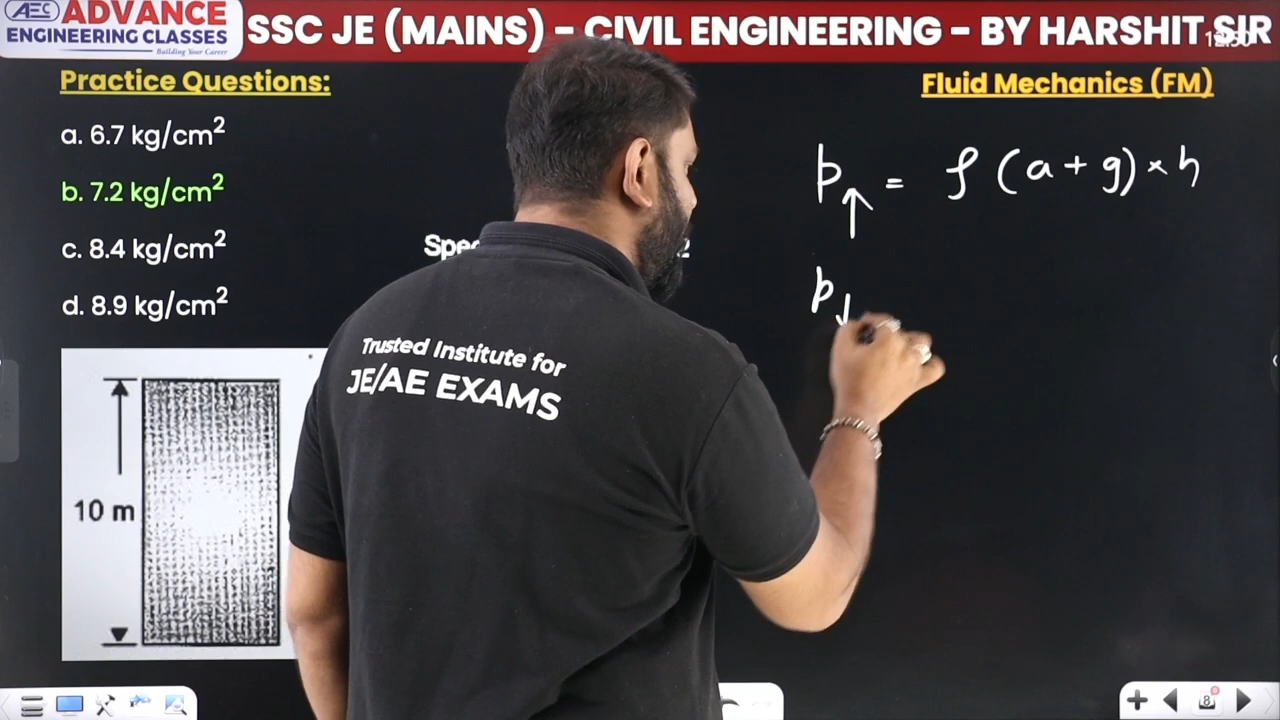 AEC ADVANCE
ENGINEERING CLASSES
Building Your Career
SSC JE (MAINS) - CIVIL ENGINEERING - BY HARSHIT SIR
Practice Questions:
Fluid Mechanics (FM)
a. 6.7 kg/cm²
b. 7.2 kg/cm²
c. 8.4 kg/cm²
d. 8.9 kg/cm²
p↑ = ρ (a + g) × h
p↓
Trusted Institute for
JE/AE EXAMS
10 m
8